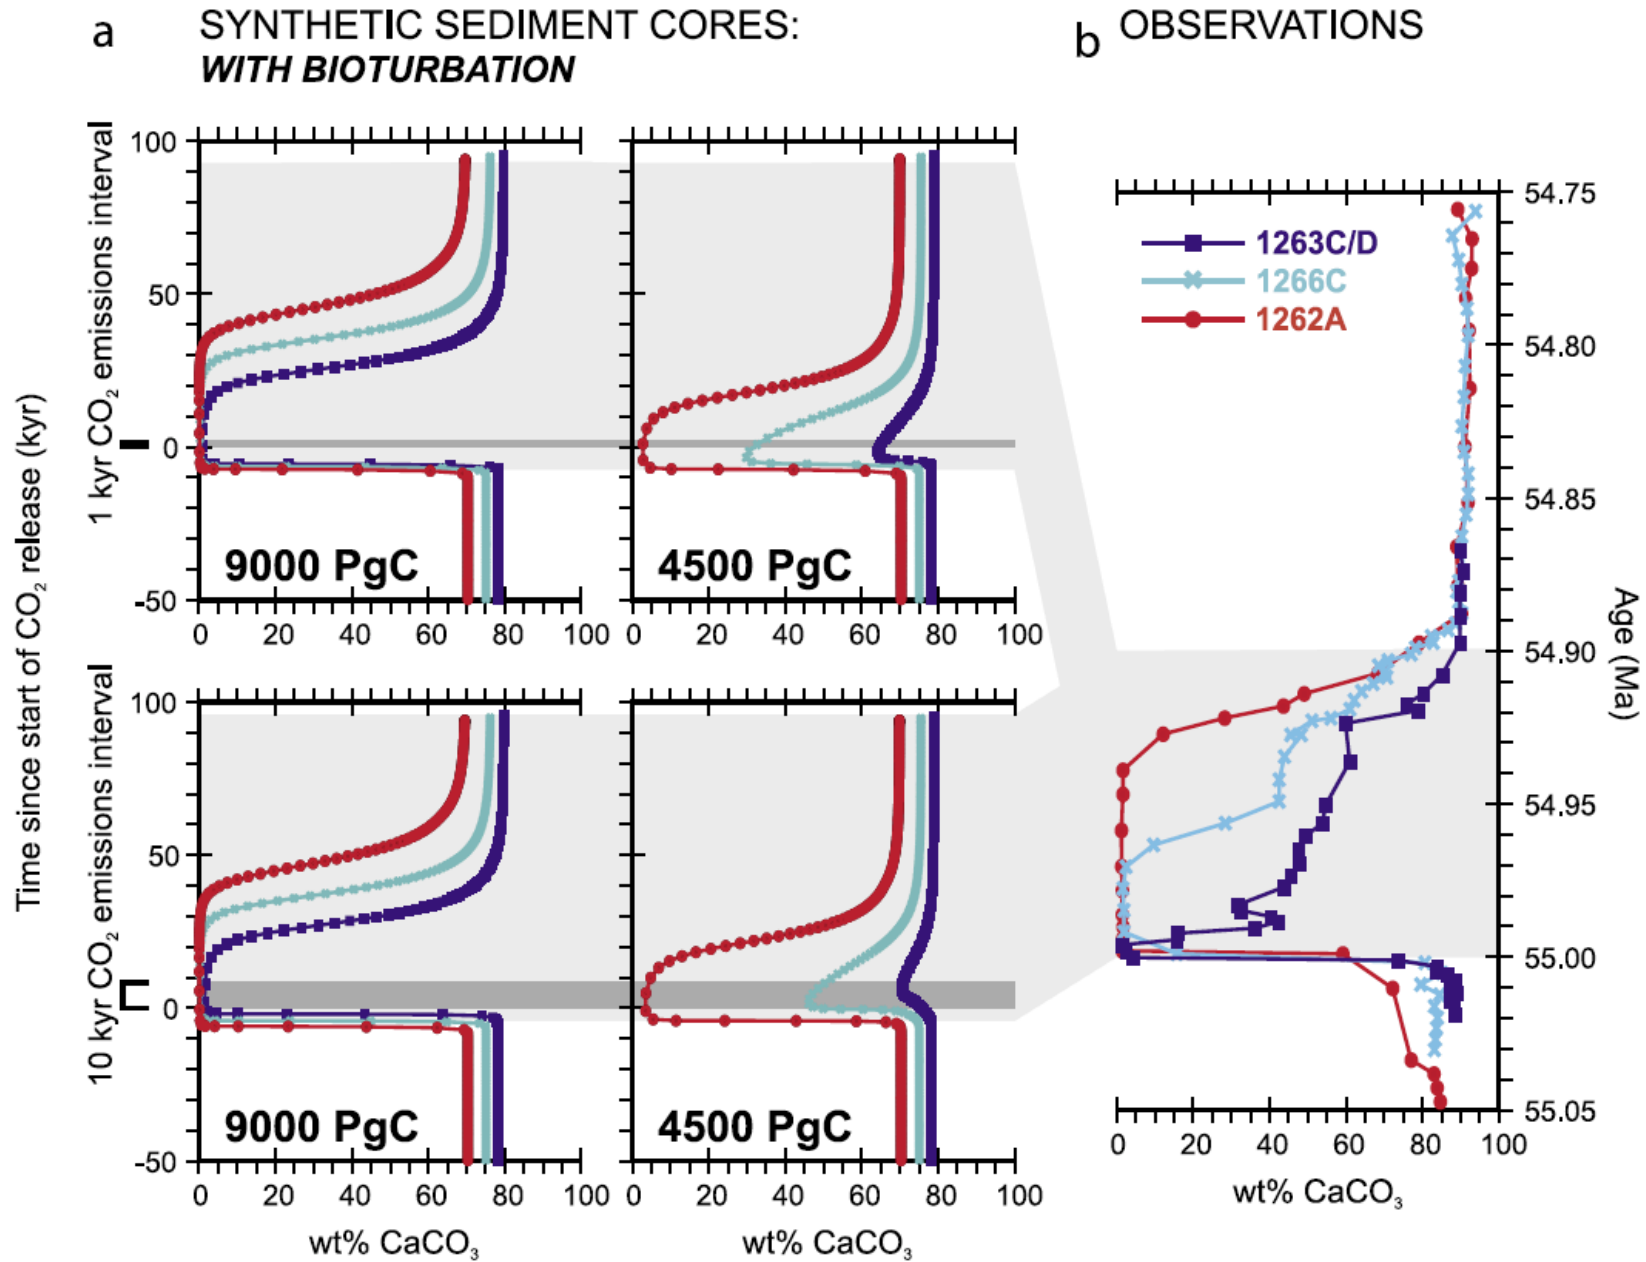 a SYNTHETIC SEDIMENT CORES:
WITH BIOTURBATION
b OBSERVATIONS
Time since start of CO2 release (kyr)
1 kyr CO2 emissions interval
100
50
0
-50
9000 PgC
0 20 40 60 80 100
4500 PgC
0 20 40 60 80 100
10 kyr CO2 emissions interval
100
50
0
-50
9000 PgC
0 20 40 60 80 100
wt% CaCO3
4500 PgC
0 20 40 60 80 100
wt% CaCO3
1263C/D
1266C
1262A
54.75
54.80
54.85
54.90
54.95
55.00
55.05
Age (Ma)
0 20 40 60 80 100
wt% CaCO3